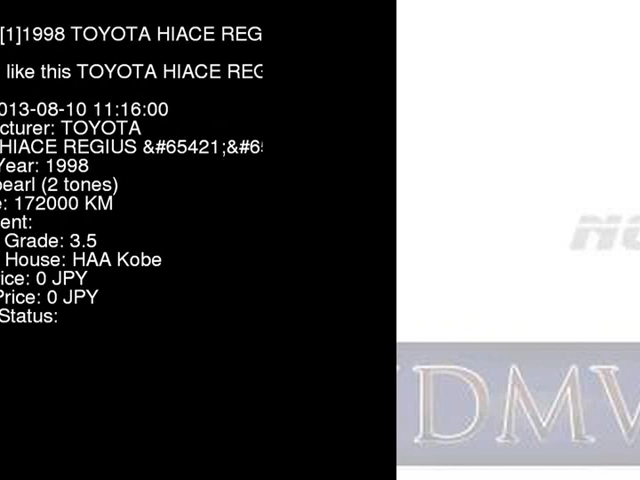 [1]1998 TOYOTA HIACE REG
like this TOYOTA HIACE REG
013-08-10 11:16:00
cturer: TOYOTA
HIACE REGIUS &#65421;&#65
Year: 1998
pearl (2 tones)
e: 172000 KM
ent:
Grade: 3.5
House: HAA Kobe
ice: 0 JPY
Price: 0 JPY
Status:
NO
DMV